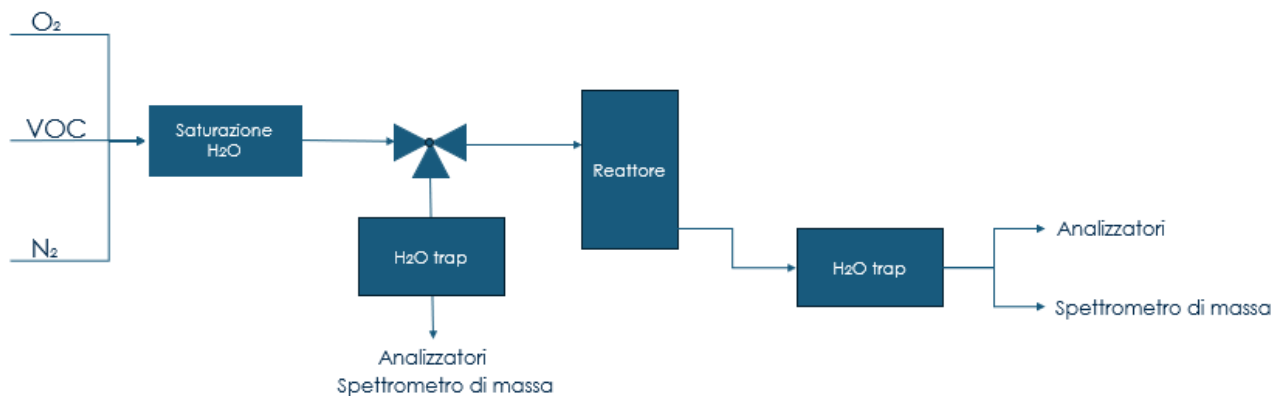 O₂
VOC
N₂
Saturazione
H₂O
H₂O trap
Analizzatori
Spettrometro di massa
Reattore
H₂O trap
Analizzatori
Spettrometro di massa